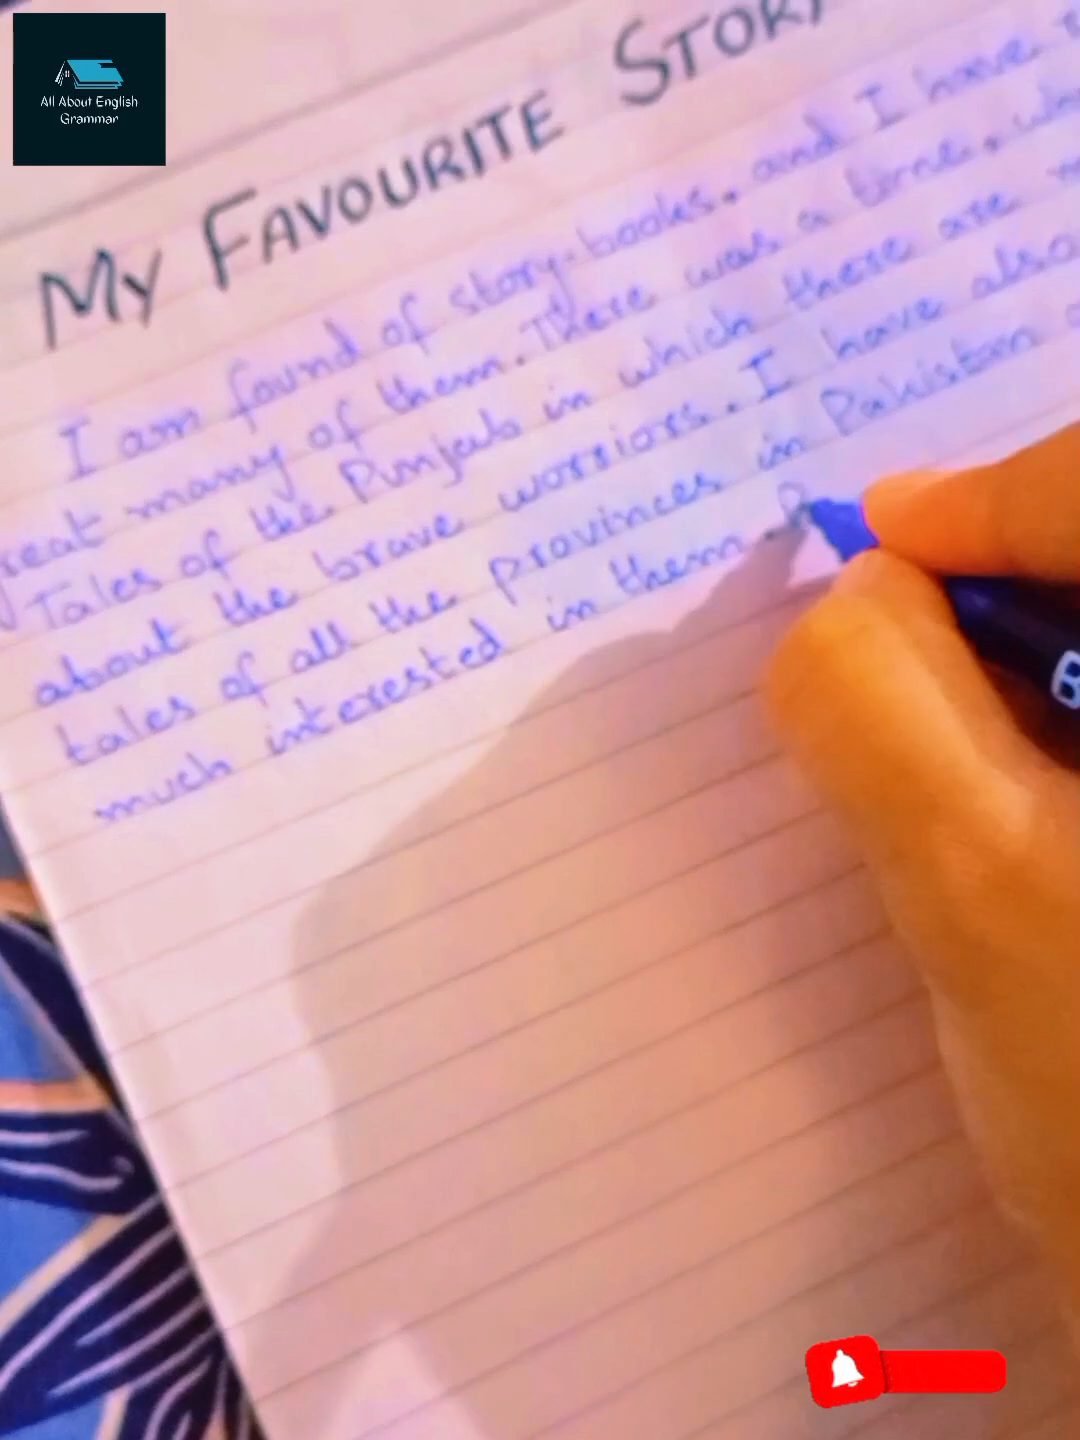 All About English
Grammar
MY FAVOURITE STORY
I am found of story-books, and I have
reat many of them. There was a time, wh
Tales of the Punjab in which there are
about the brave worriors. I have also
tales of all the provinces in Pakistan
much interested in them.
B